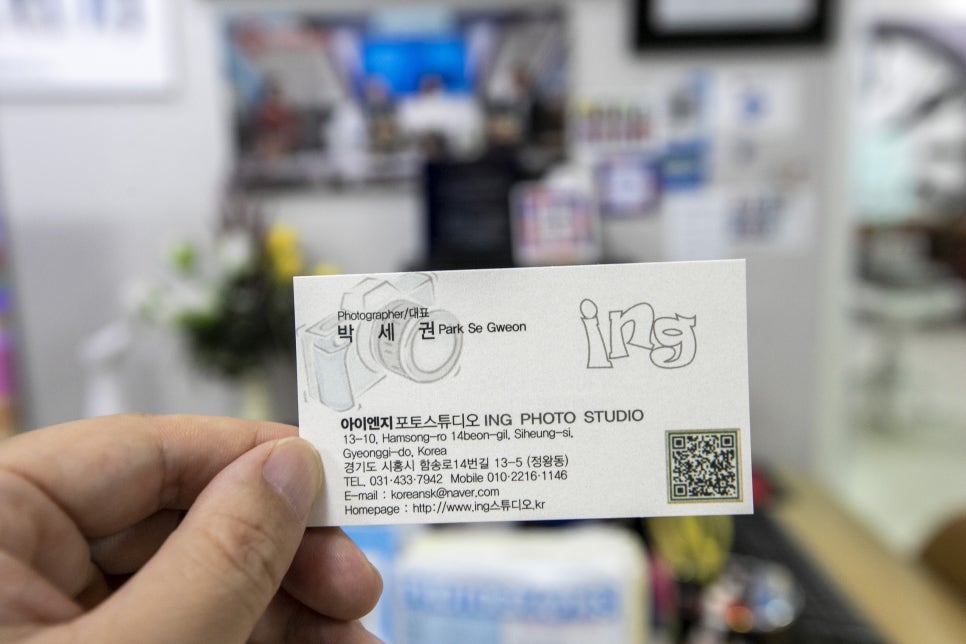 Photographer/대표
박 세 권 Park Se Gweon
ing
아이엔지 포토스튜디오 ING PHOTO STUDIO
13-10, Hamsong-ro 14beon-gil, Siheung-si,
Gyeonggi-do, Korea
경기도 시흥시 함송로14번길 13-5 (정왕동)
TEL. 031·433·7942 Mobile 010·2216·1146
E-mail : koreansk@naver.com
Homepage : http://www.ing스튜디오.kr